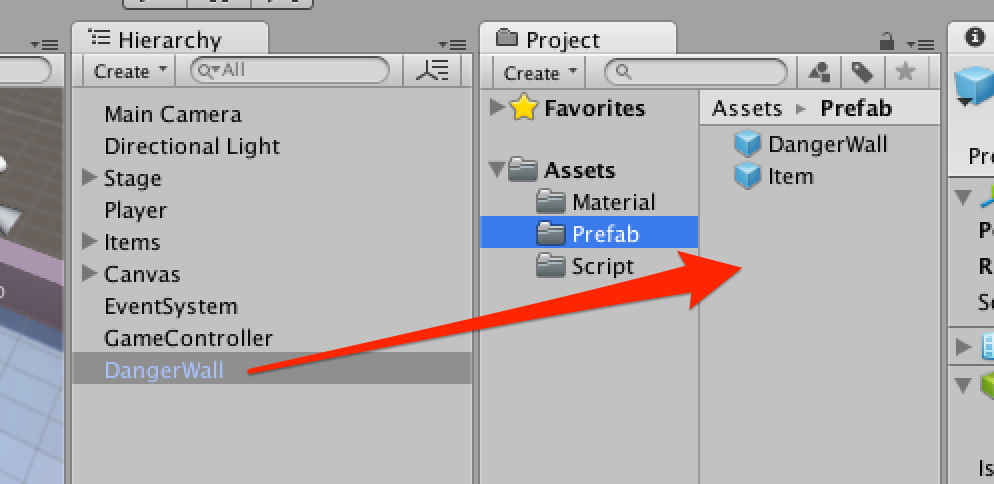 Hierarchy
Create
All
Main Camera
Directional Light
Stage
Player
Items
Canvas
EventSystem
GameController
DangerWall
Project
Create
Favorites
Assets
Material
Prefab
Script
Assets Prefab
DangerWall
Item
Pre
P
R
Sc
Is